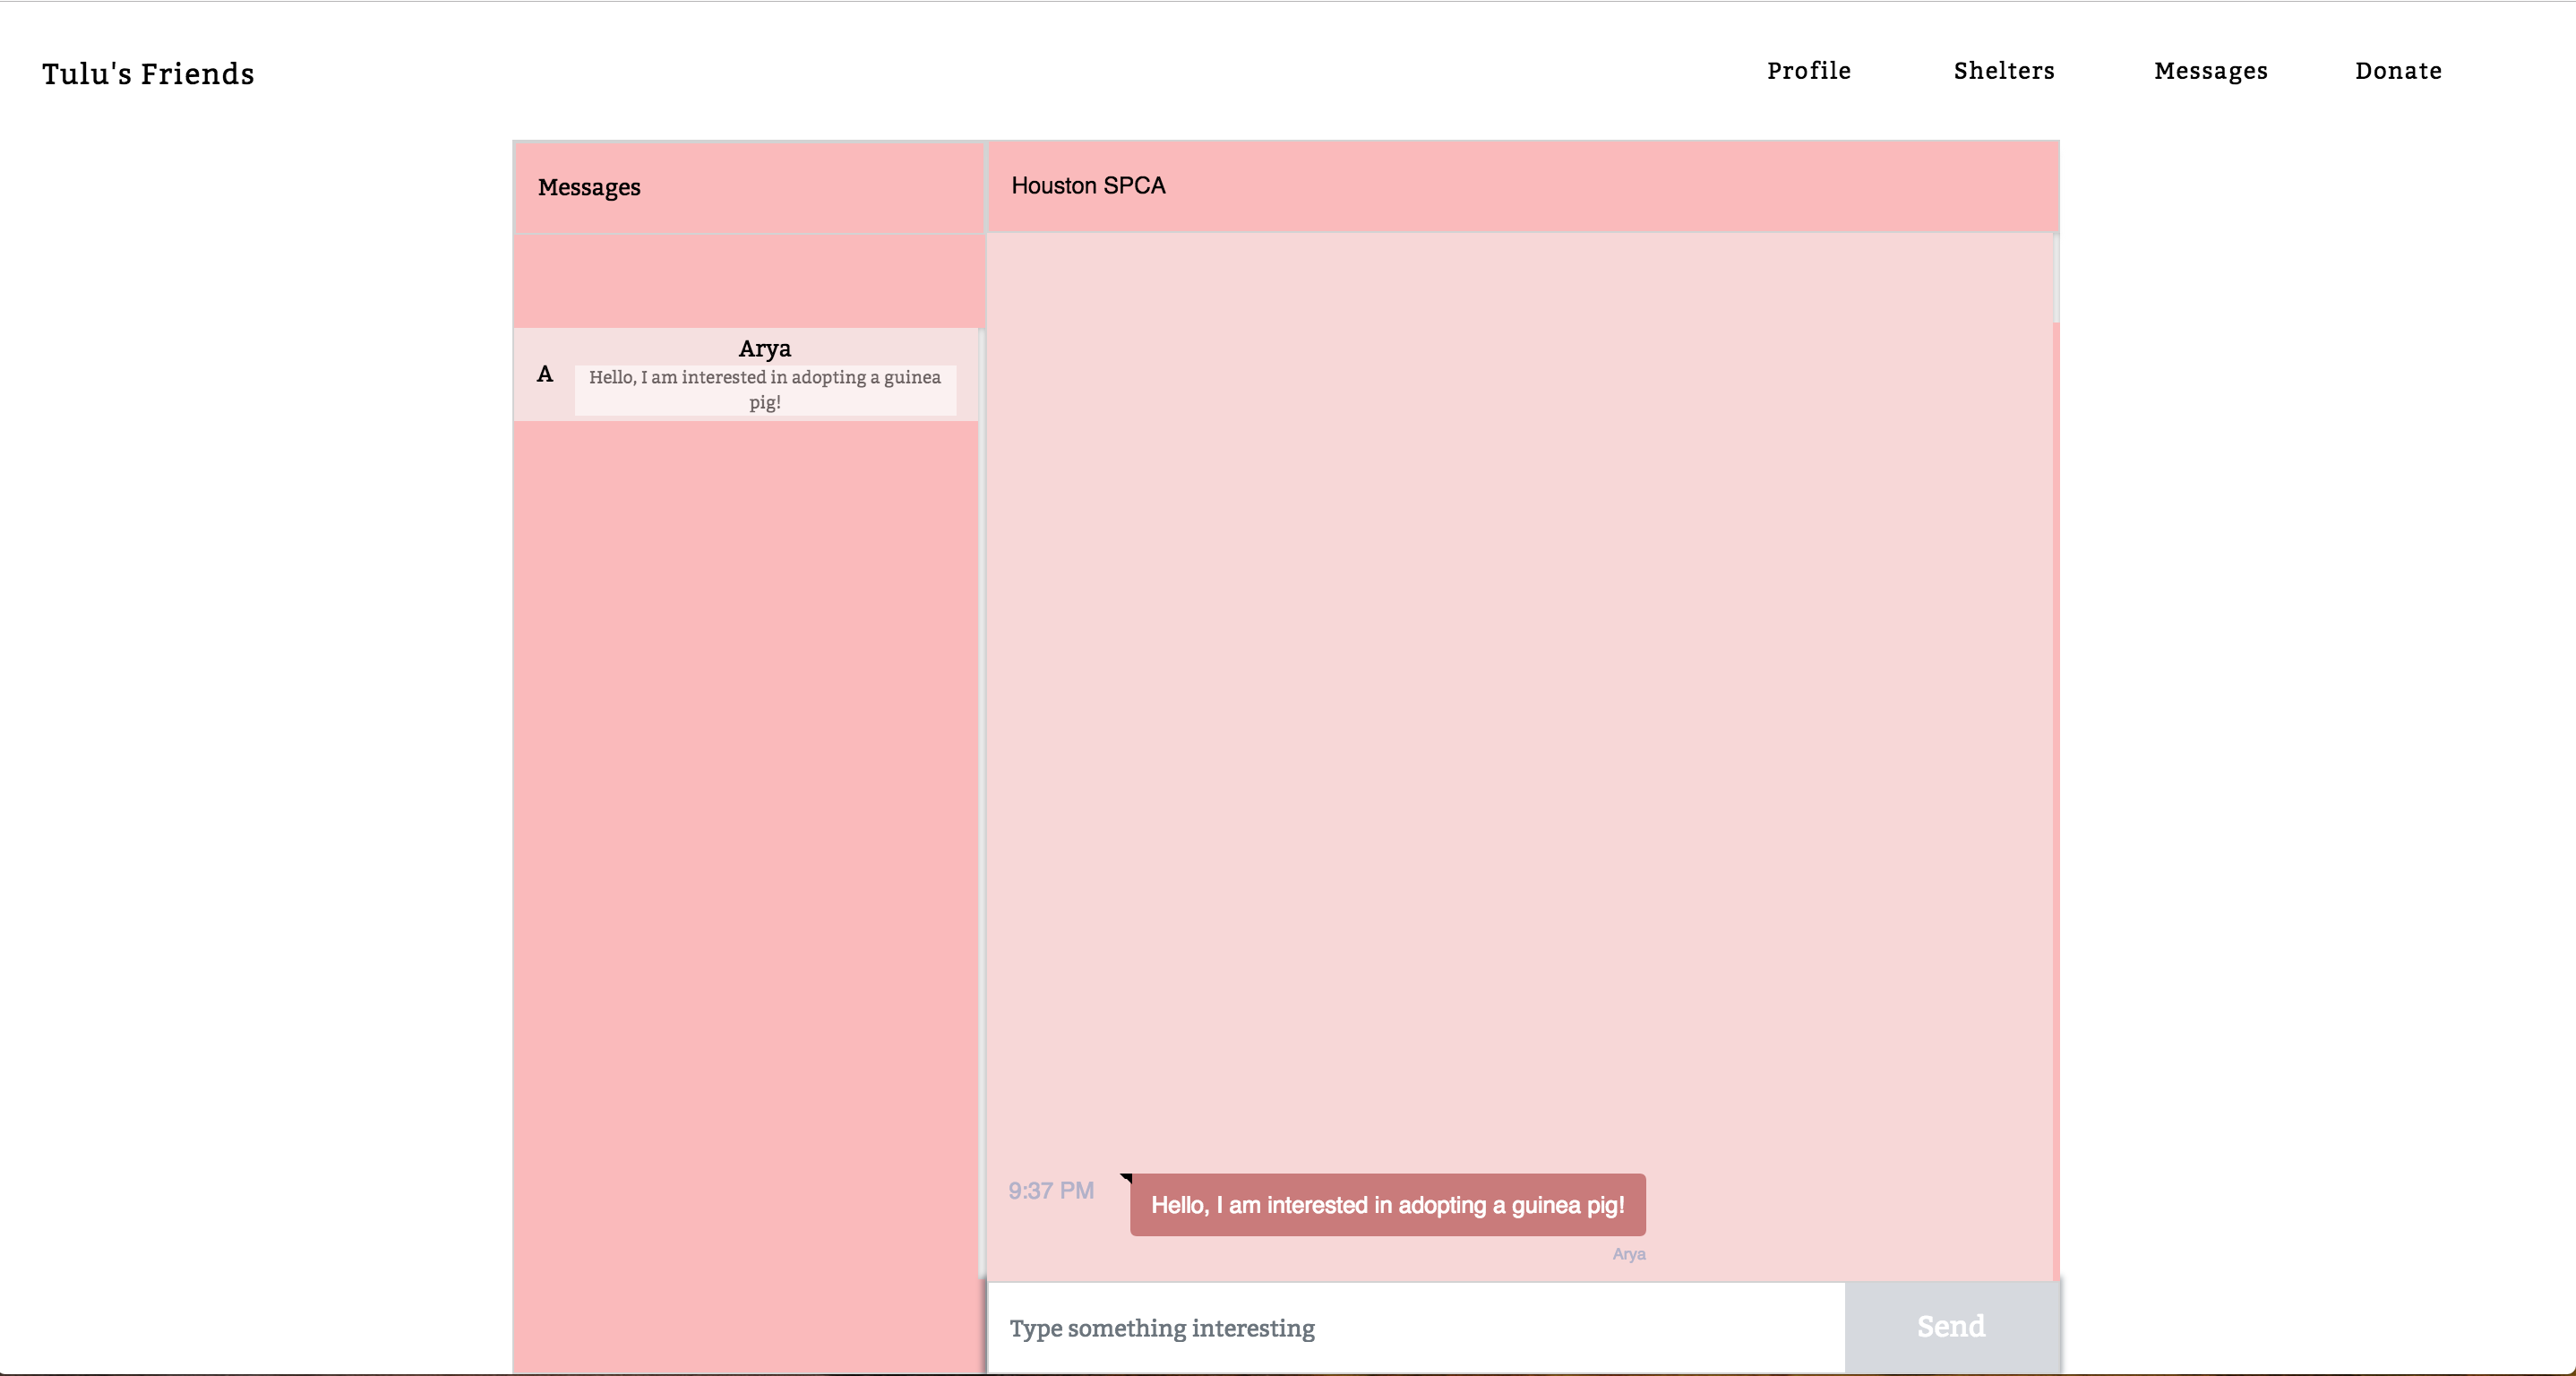 Tulu's Friends
Profile
Shelters
Messages
Donate
Messages
Houston SPCA
A
Arya
Hello, I am interested in adopting a guinea
pig!
9:37 PM
Hello, I am interested in adopting a guinea pig!
Arya
Type something interesting
Send